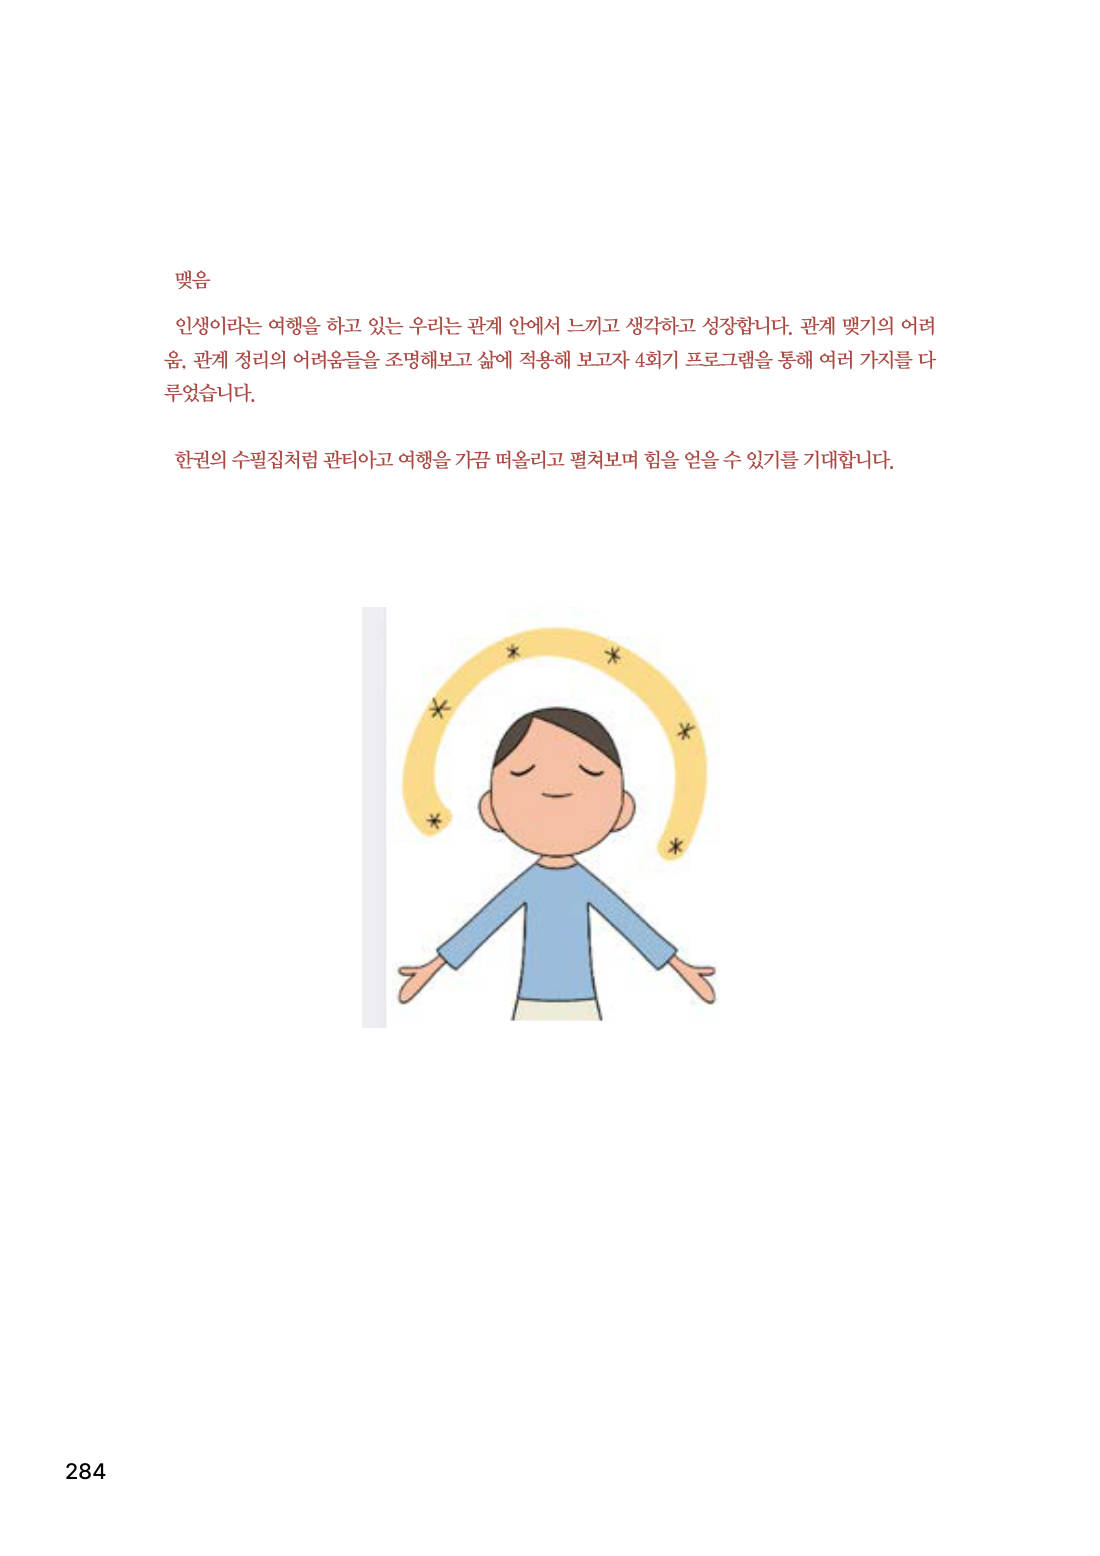 맺음
인생이라는 여행을 하고 있는 우리는 관계 안에서 느끼고 생각하고 성장합니다. 관계 맺기의 어려
움. 관계 정리의 어려움들을 조명해보고 삶에 적용해 보고자 4회기 프로그램을 통해 여러 가지를 다
루었습니다.
한권의 수필집처럼 관티아고 여행을 가끔 떠올리고 펼쳐보며 힘을 얻을 수 있기를 기대합니다.
284